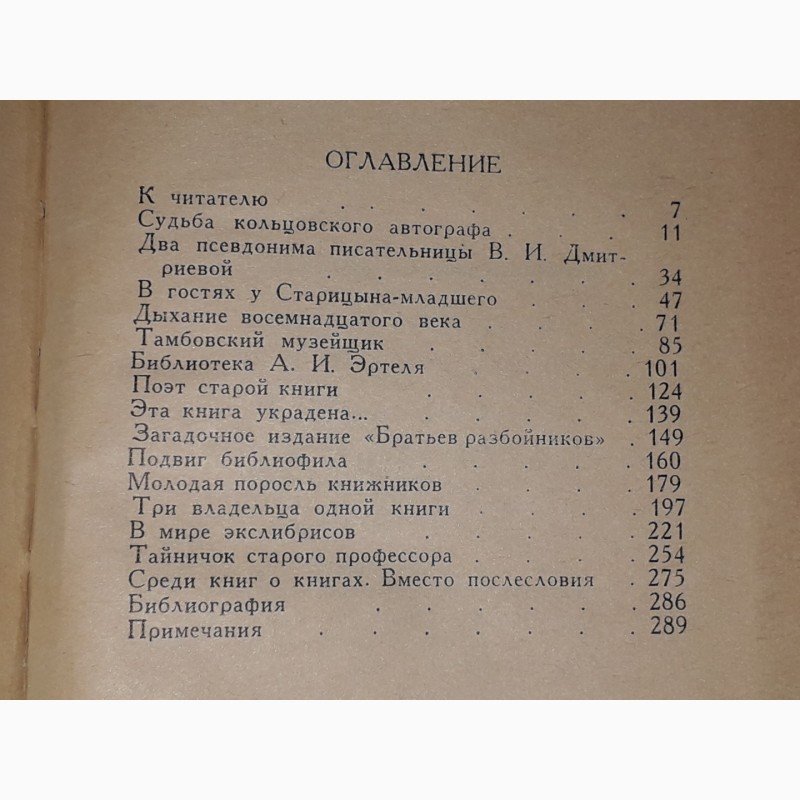 ОГЛАВЛЕНИЕ
К читателю . . . . . . . 7
Судьба кольцовского автографа . . . 11
Два псевдонима писательницы В. И. Дмит-
риевой . . . . . . 34
В гостях у Старицына-младшего . . . 47
Дыхание восемнадцатого века . . . . 71
Тамбовский музейщик . . . . . 85
Библиотека А. И. Эртеля . . . . . 101
Поэт старой книги . . . . . 124
Эта книга украдена... . . . . . 139
Загадочное издание «Братьев разбойников» . 149
Подвиг библиофила . . . . . 160
Молодая поросль книжников . . . . 179
Три владельца одной книги . . . . 197
В мире экслибрисов . . . . . 221
Тайничок старого профессора . . . . 254
Среди книг о книгах. Вместо послесловия . 275
Библиография . . . . . . 286
Примечания . . . . . . . 289